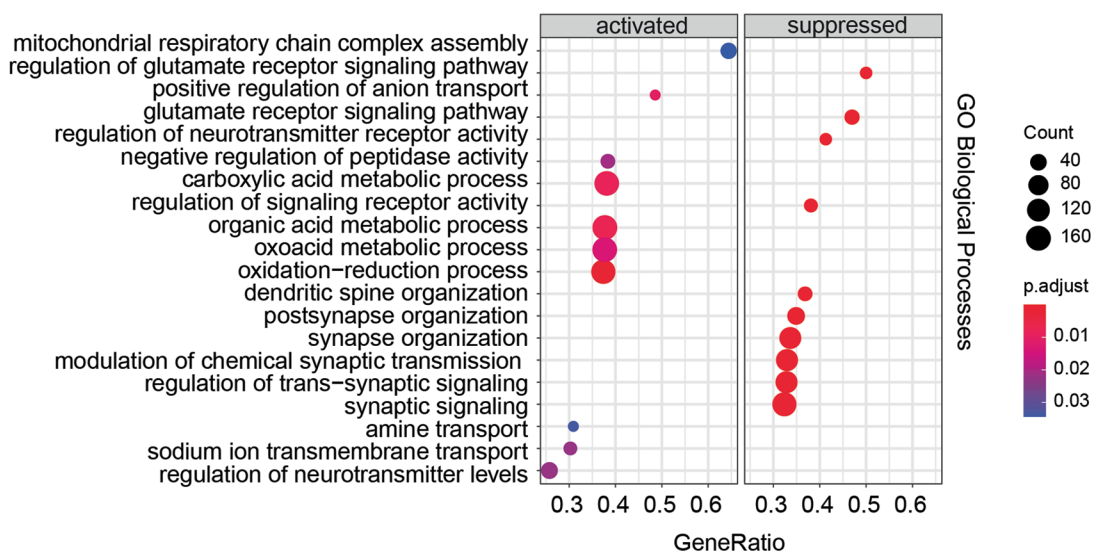 activated
suppressed
mitochondrial respiratory chain complex assembly
regulation of glutamate receptor signaling pathway
positive regulation of anion transport
glutamate receptor signaling pathway
regulation of neurotransmitter receptor activity
negative regulation of peptidase activity
carboxylic acid metabolic process
regulation of signaling receptor activity
organic acid metabolic process
oxoacid metabolic process
oxidation−reduction process
dendritic spine organization
postsynapse organization
synapse organization
modulation of chemical synaptic transmission
regulation of trans−synaptic signaling
synaptic signaling
amine transport
sodium ion transmembrane transport
regulation of neurotransmitter levels
0.3 0.4 0.5 0.6
0.3 0.4 0.5 0.6
GeneRatio
GO Biological Processes
Count
40
80
120
160
p.adjust
0.01
0.02
0.03